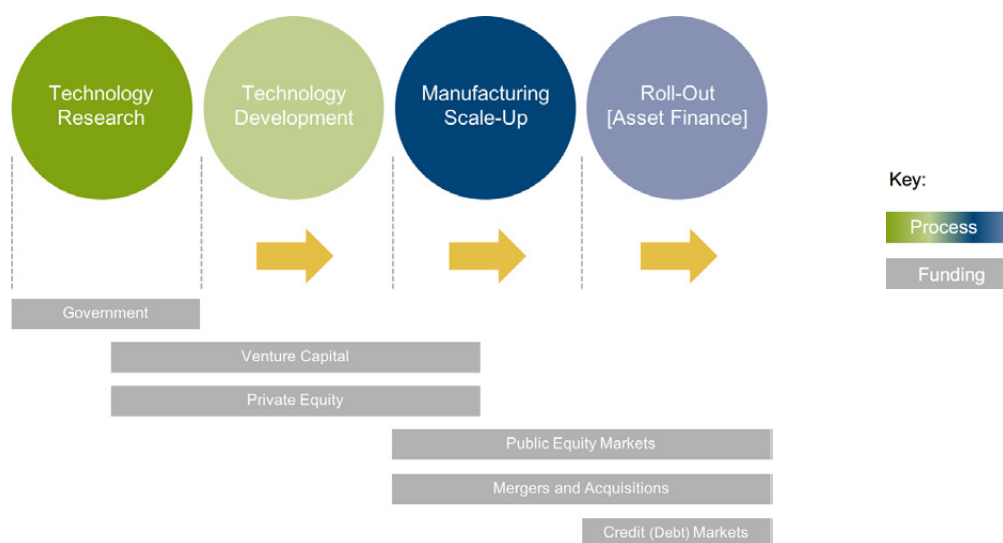 Technology
Research
Technology
Development
Manufacturing
Scale-Up
Roll-Out
[Asset Finance]
Key:
Process
Funding
Government
Venture Capital
Private Equity
Public Equity Markets
Mergers and Acquisitions
Credit (Debt) Markets